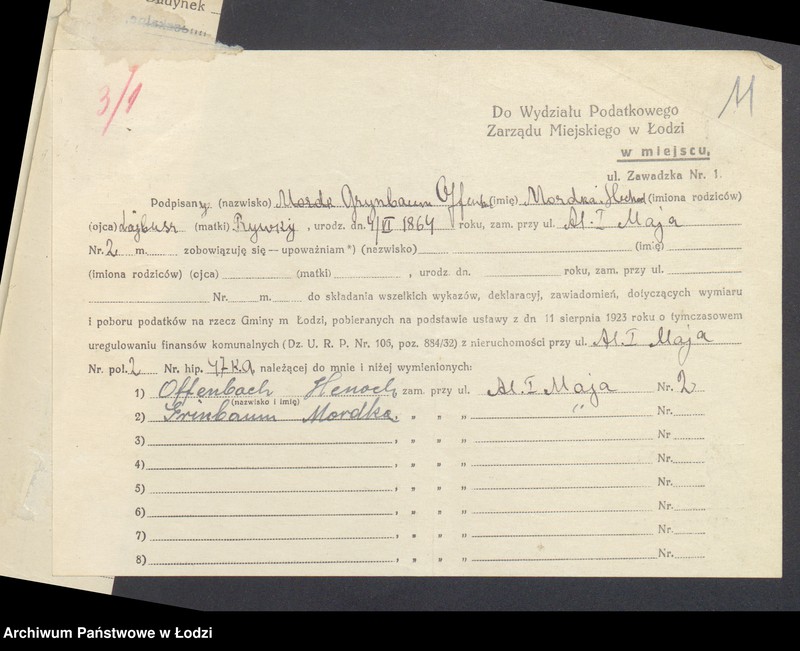 Budynek
3/1
11
Do Wydziału Podatkowego
Zarządu Miejskiego w Łodzi
w miejscu,
ul. Zawadzka Nr. 1.
Podpisany (nazwisko) Grynbaum (imię) Mordka i (imiona rodziców)
(ojca) (matki) Rywky, urodz. dn. 4/VI 1864 roku, zam. przy ul. Al. I Maja
Nr. 2 m. zobowiązuję się — upoważniam *) (nazwisko) (imię)
(imiona rodziców) (ojca) (matki) , urodz dn. roku, zam. przy ul.
Nr. m. do składania wszelkich wykazów, deklaracyj, zawiadomień, dotyczących wymiaru
i poboru podatków na rzecz Gminy m Łodzi, pobieranych na podstawie ustawy z dn 11 sierpnia 1923 roku o tymczasowem
uregulowaniu finansów komunalnych (Dz. U. R. P. Nr. 106, poz. 884/32) z nieruchomości przy ul. Al. I Maja
Nr. pol. 2 Nr. hip. 47KA należącej do mnie i niżej wymienionych:
1) Offenbach Henoch, zam. przy ul. Al. I Maja Nr. 2
(nazwisko i imię)
2) Grinbaum Mordka. „ „ „ " Nr.
3) , „ „ „ Nr.
4) , „ „ „ Nr.
5) , „ „ „ Nr.
6) , „ „ „ Nr.
7) , „ „ „ Nr.
8) , „ „ „ Nr.
Archiwum Państwowe w Łodzi